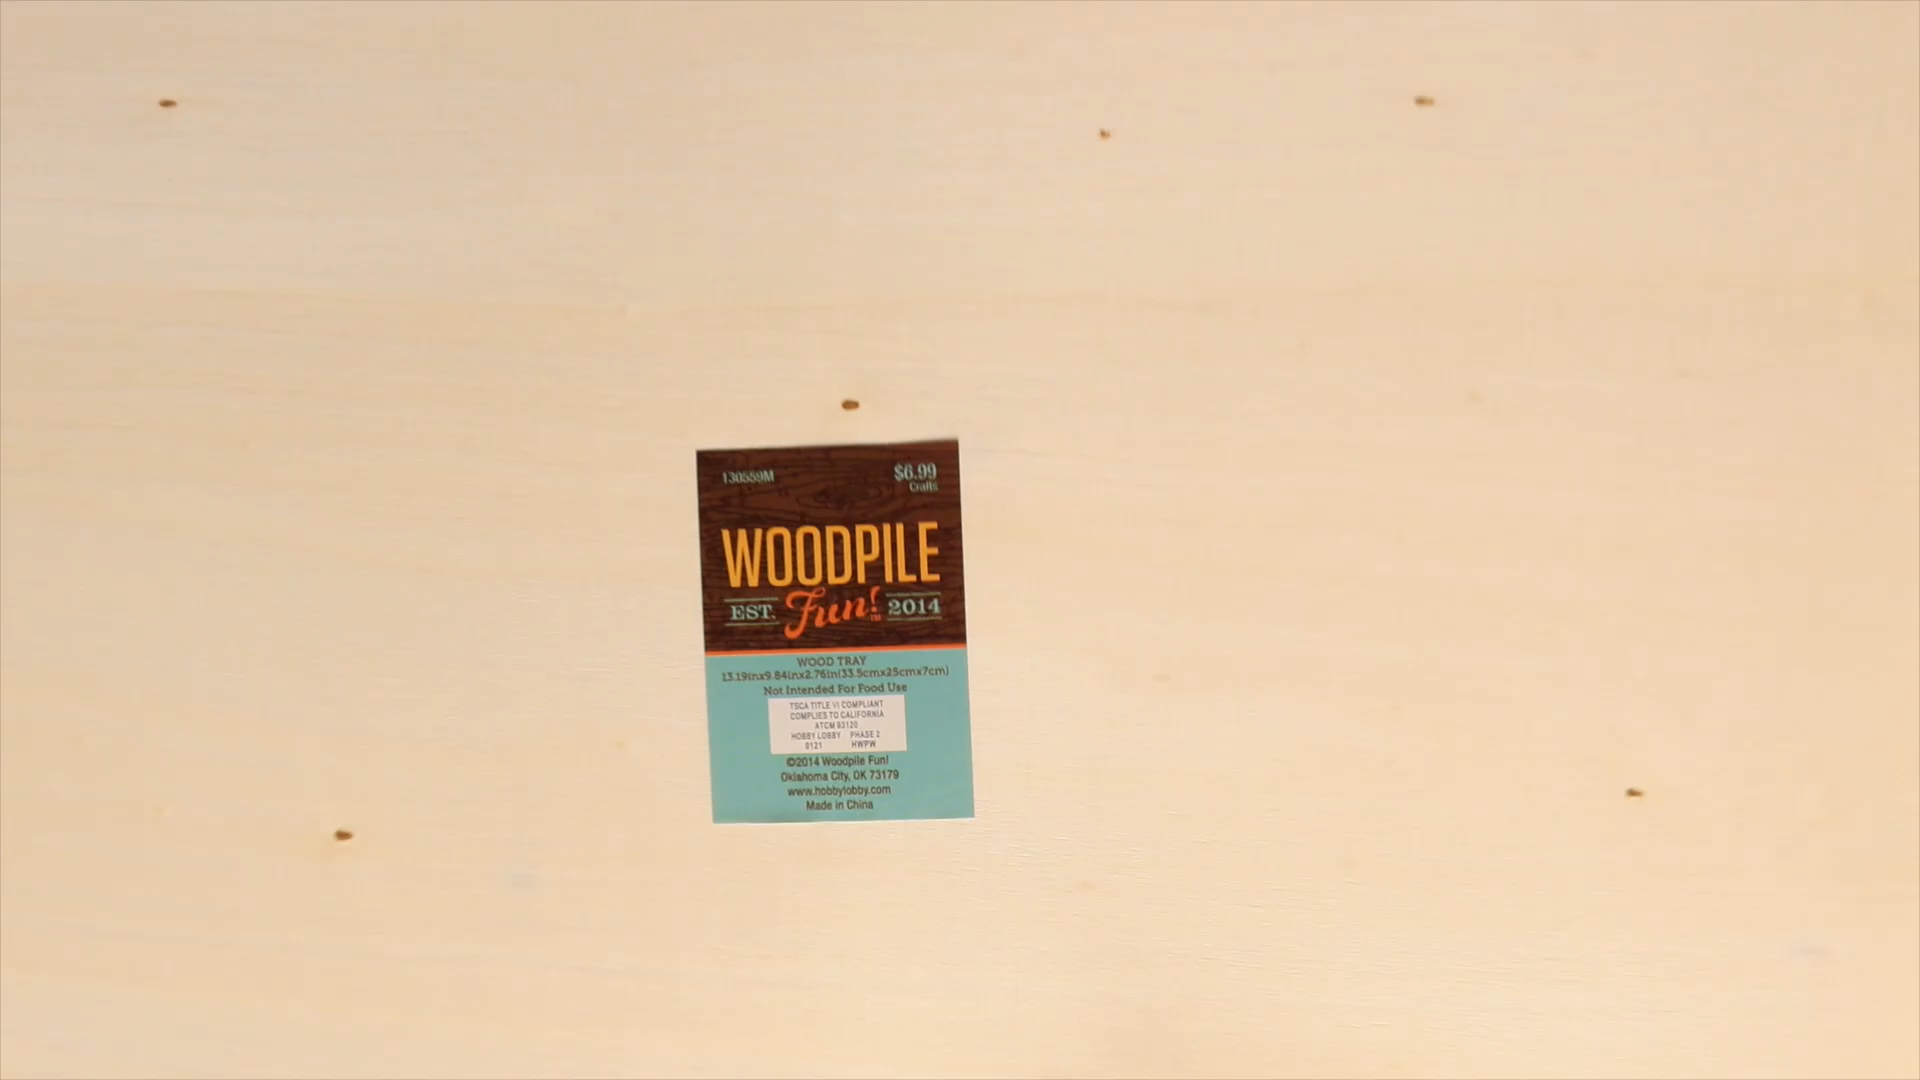 130559M $6.99
Crafts
WOODPILE
EST. Fun!™ 2014
WOOD TRAY
13.19inx9.84inx2.76in(33.5cmx25cmx7cm)
Not Intended For Food Use
TSCA TITLE VI COMPLIANT
COMPLIES TO CALIFORNIA
ATCM 93120
HOBBY LOBBY PHASE 2
0121 HWPW
©2014 Woodpile Fun!
Oklahoma City, OK 73179
www.hobbylobby.com
Made in China